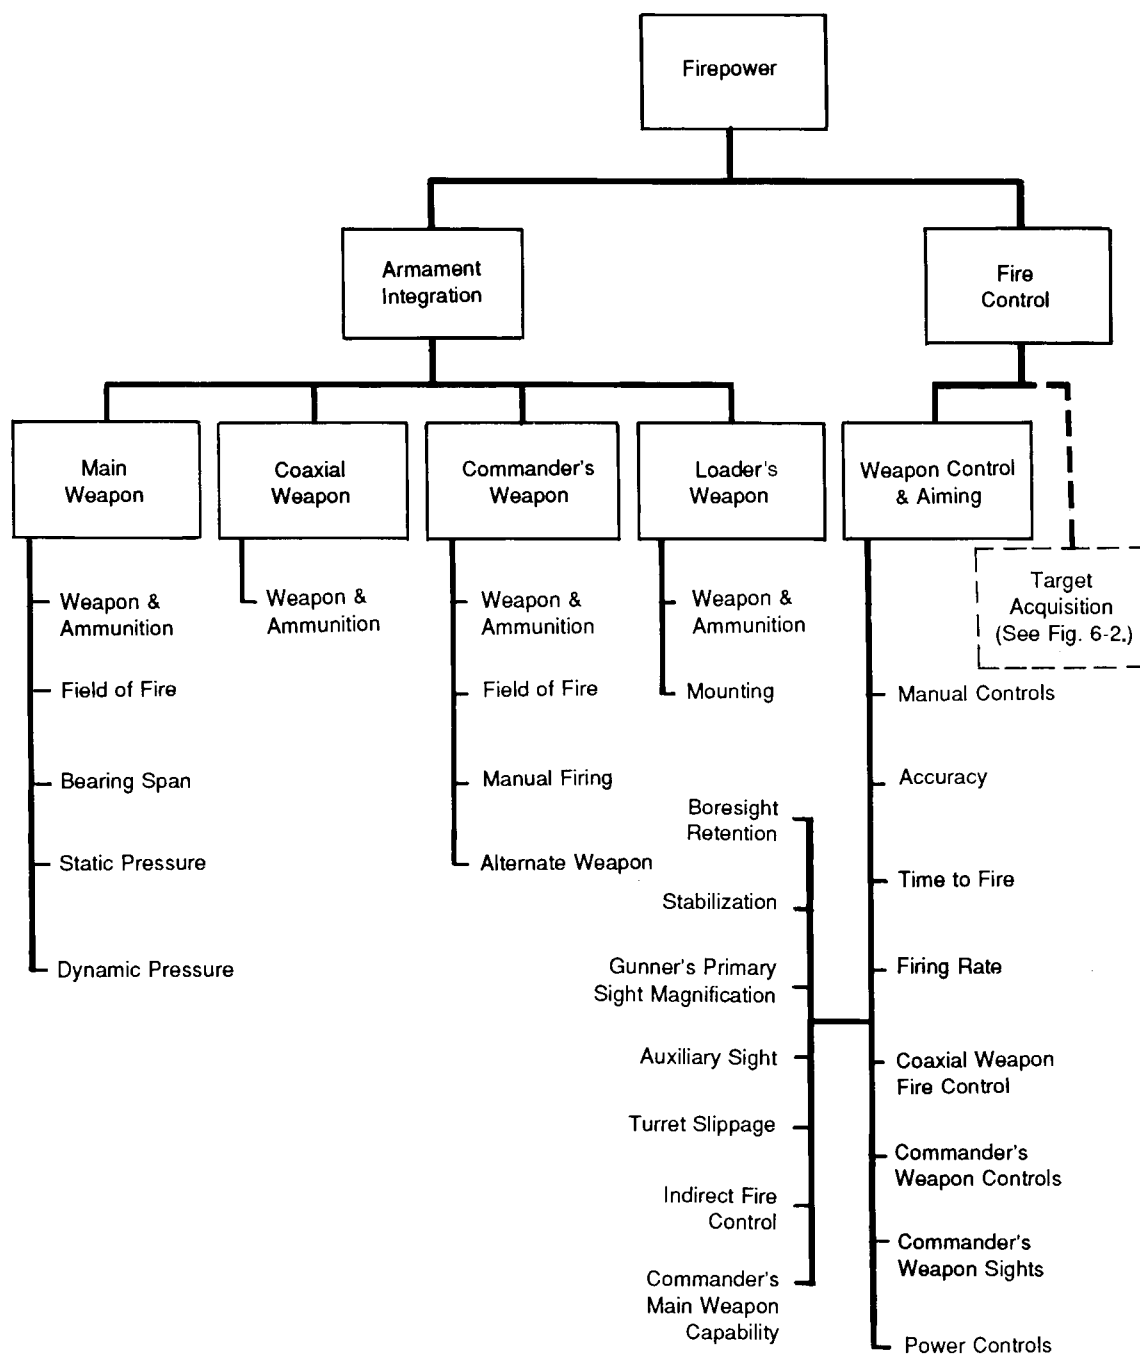 Firepower
Armament
Integration
Fire
Control
Main
Weapon
Coaxial
Weapon
Commander's
Weapon
Loader's
Weapon
Weapon Control
& Aiming
Weapon &
Ammunition
Field of Fire
Bearing Span
Static Pressure
Dynamic Pressure
Weapon &
Ammunition
Weapon &
Ammunition
Field of Fire
Manual Firing
Alternate Weapon
Weapon &
Ammunition
Mounting
Target
Acquisition
(See Fig. 6-2.)
Manual Controls
Accuracy
Time to Fire
Firing Rate
Coaxial Weapon
Fire Control
Commander's
Weapon Controls
Commander's
Weapon Sights
Power Controls
Boresight
Retention
Stabilization
Gunner's Primary
Sight Magnification
Auxiliary Sight
Turret Slippage
Indirect Fire
Control
Commander's
Main Weapon
Capability